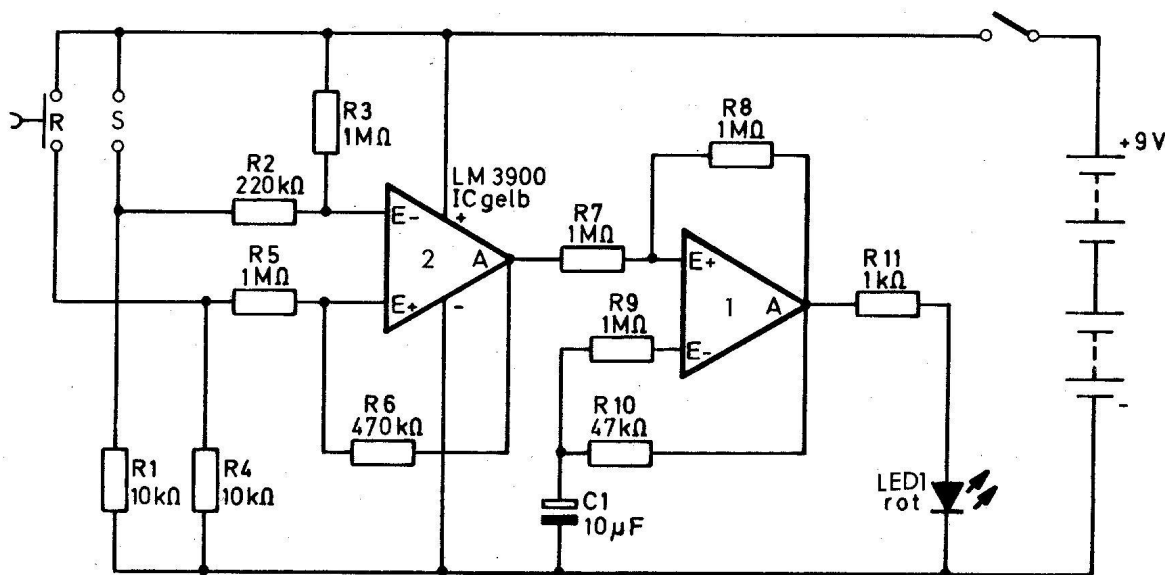 R
S
R3
1MΩ
R8
1MΩ
+9V
R2
220kΩ
LM 3900
IC gelb
+
E-
R7
1MΩ
R5
1MΩ
2
A
E+
R11
1kΩ
E+
-
R9
1MΩ
1
A
E-
R6
470kΩ
R10
47kΩ
-
R1
10kΩ
R4
10kΩ
C1
10µF
LED1
rot